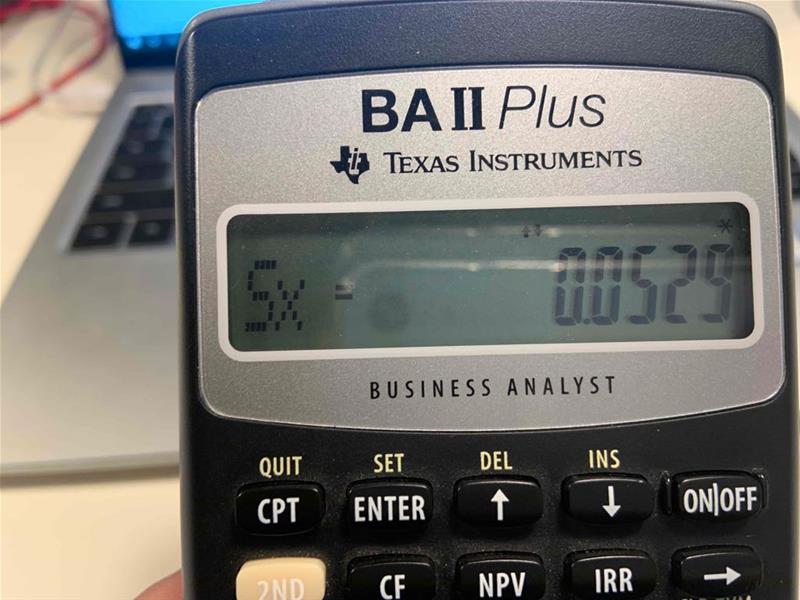 BA II Plus
TEXAS INSTRUMENTS
*
Sx = 0.0529
BUSINESS ANALYST
QUIT SET DEL INS
CPT ENTER ↑ ↓ ON|OFF
2ND CF NPV IRR →